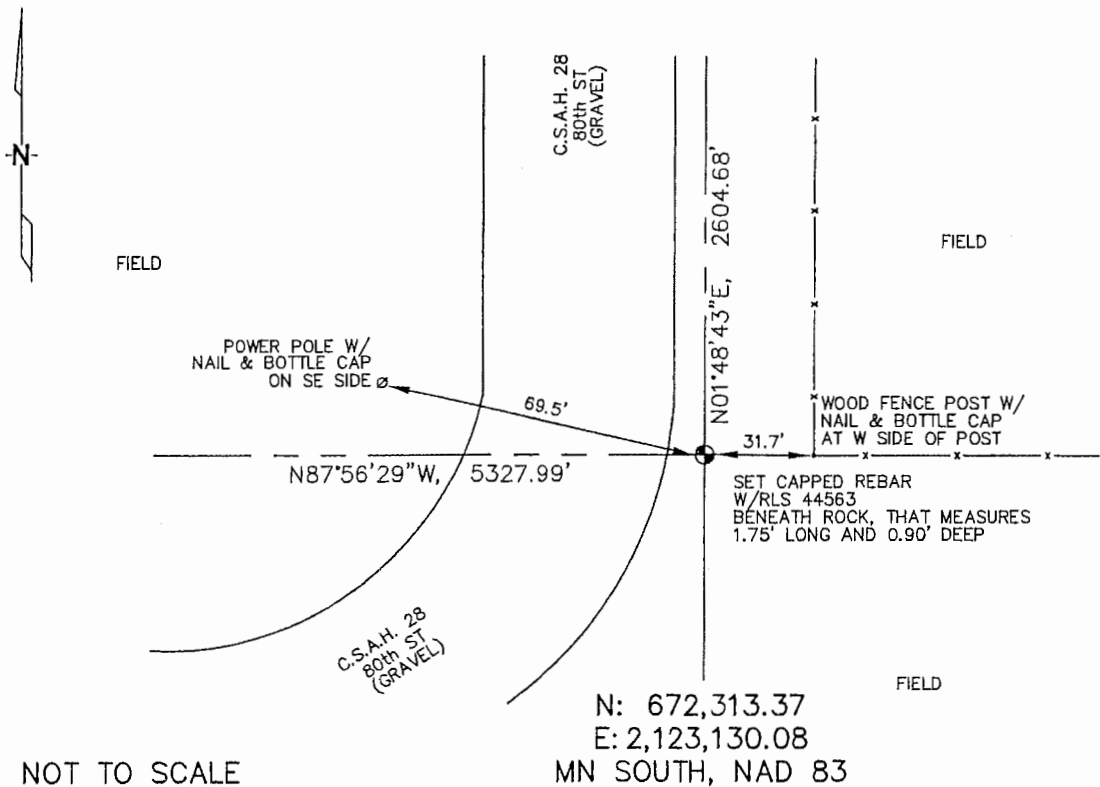 N
C.S.A.H. 28
80th ST
(GRAVEL)
N01°48'43"E, 2604.68'
FIELD
FIELD
POWER POLE W/
NAIL & BOTTLE CAP
ON SE SIDE
69.5'
WOOD FENCE POST W/
NAIL & BOTTLE CAP
AT W SIDE OF POST
31.7'
N87°56'29"W, 5327.99'
SET CAPPED REBAR
W/RLS 44563
BENEATH ROCK, THAT MEASURES
1.75' LONG AND 0.90' DEEP
C.S.A.H. 28
80th ST
(GRAVEL)
FIELD
N: 672,313.37
E: 2,123,130.08
MN SOUTH, NAD 83
NOT TO SCALE